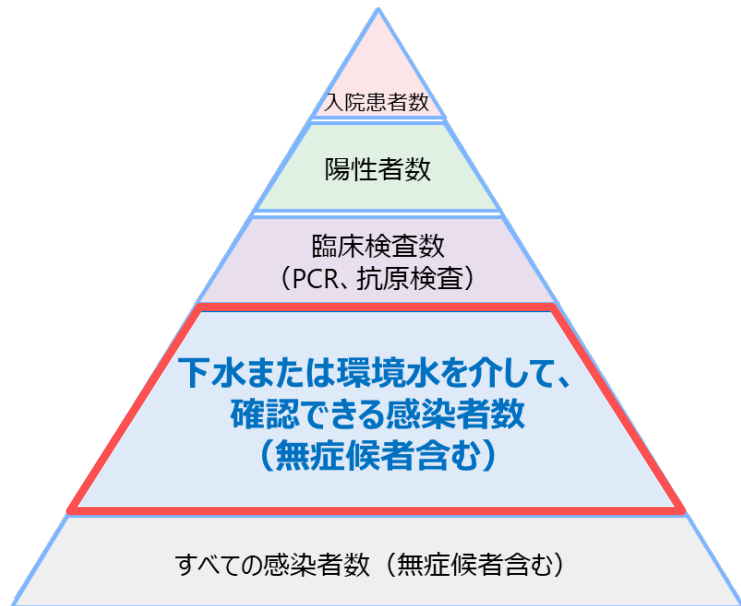 入院患者数
陽性者数
臨床検査数
（PCR、抗原検査）
下水または環境水を介して、
確認できる感染者数
（無症候者含む）
すべての感染者数（無症候者含む）